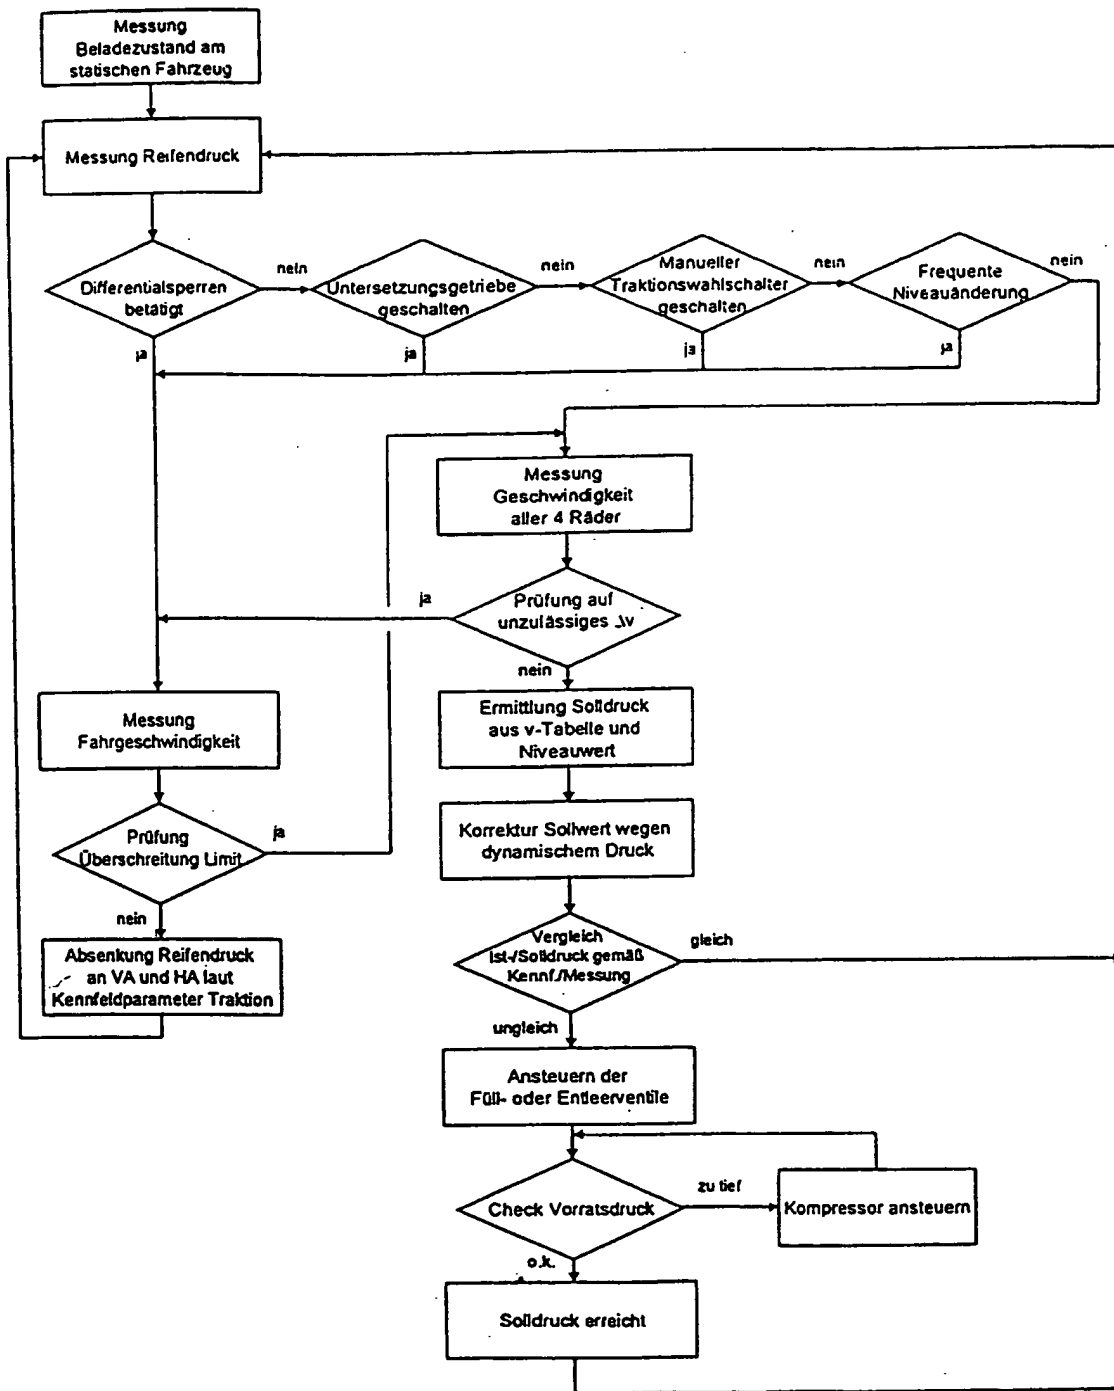 Messung
Beladezustand am
statischen Fahrzeug
Messung Reifendruck
Differentialsperren
betätigt
nein
Untersetzungsgetriebe
geschalten
nein
Manueller
Traktionswahlschalter
geschalten
nein
Frequente
Niveauänderung
nein
ja
ja
ja
ja
Messung
Geschwindigkeit
aller 4 Räder
ja
Prüfung auf
unzulässiges Δv
nein
Messung
Fahrgeschwindigkeit
Ermittlung Solldruck
aus v-Tabelle und
Niveauwert
Prüfung
Überschreitung Limit
ja
nein
Korrektur Sollwert wegen
dynamischem Druck
Absenkung Reifendruck
an VA und HA laut
Kennfeldparameter Traktion
Vergleich
Ist-/Solldruck gemäß
Kennf./Messung
gleich
ungleich
Ansteuern der
Füll- oder Entleerventile
Check Vorratsdruck
zu tief
Kompressor ansteuern
o.k.
Solldruck erreicht